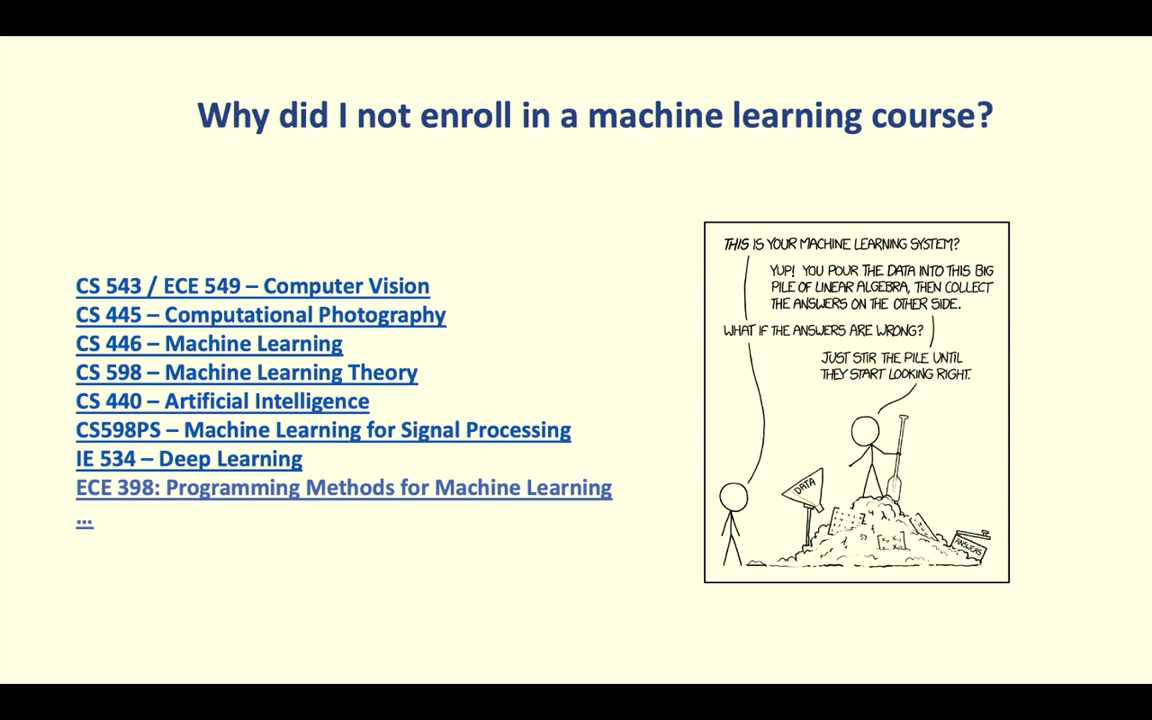 Why did I not enroll in a machine learning course?
CS 543 / ECE 549 – Computer Vision
CS 445 – Computational Photography
CS 446 – Machine Learning
CS 598 – Machine Learning Theory
CS 440 – Artificial Intelligence
CS598PS – Machine Learning for Signal Processing
IE 534 – Deep Learning
ECE 398: Programming Methods for Machine Learning
...
THIS IS YOUR MACHINE LEARNING SYSTEM?
YUP! YOU POUR THE DATA INTO THIS BIG
PILE OF LINEAR ALGEBRA, THEN COLLECT
THE ANSWERS ON THE OTHER SIDE.
WHAT IF THE ANSWERS ARE WRONG?
JUST STIR THE PILE UNTIL
THEY START LOOKING RIGHT.
DATA
ANSWERS